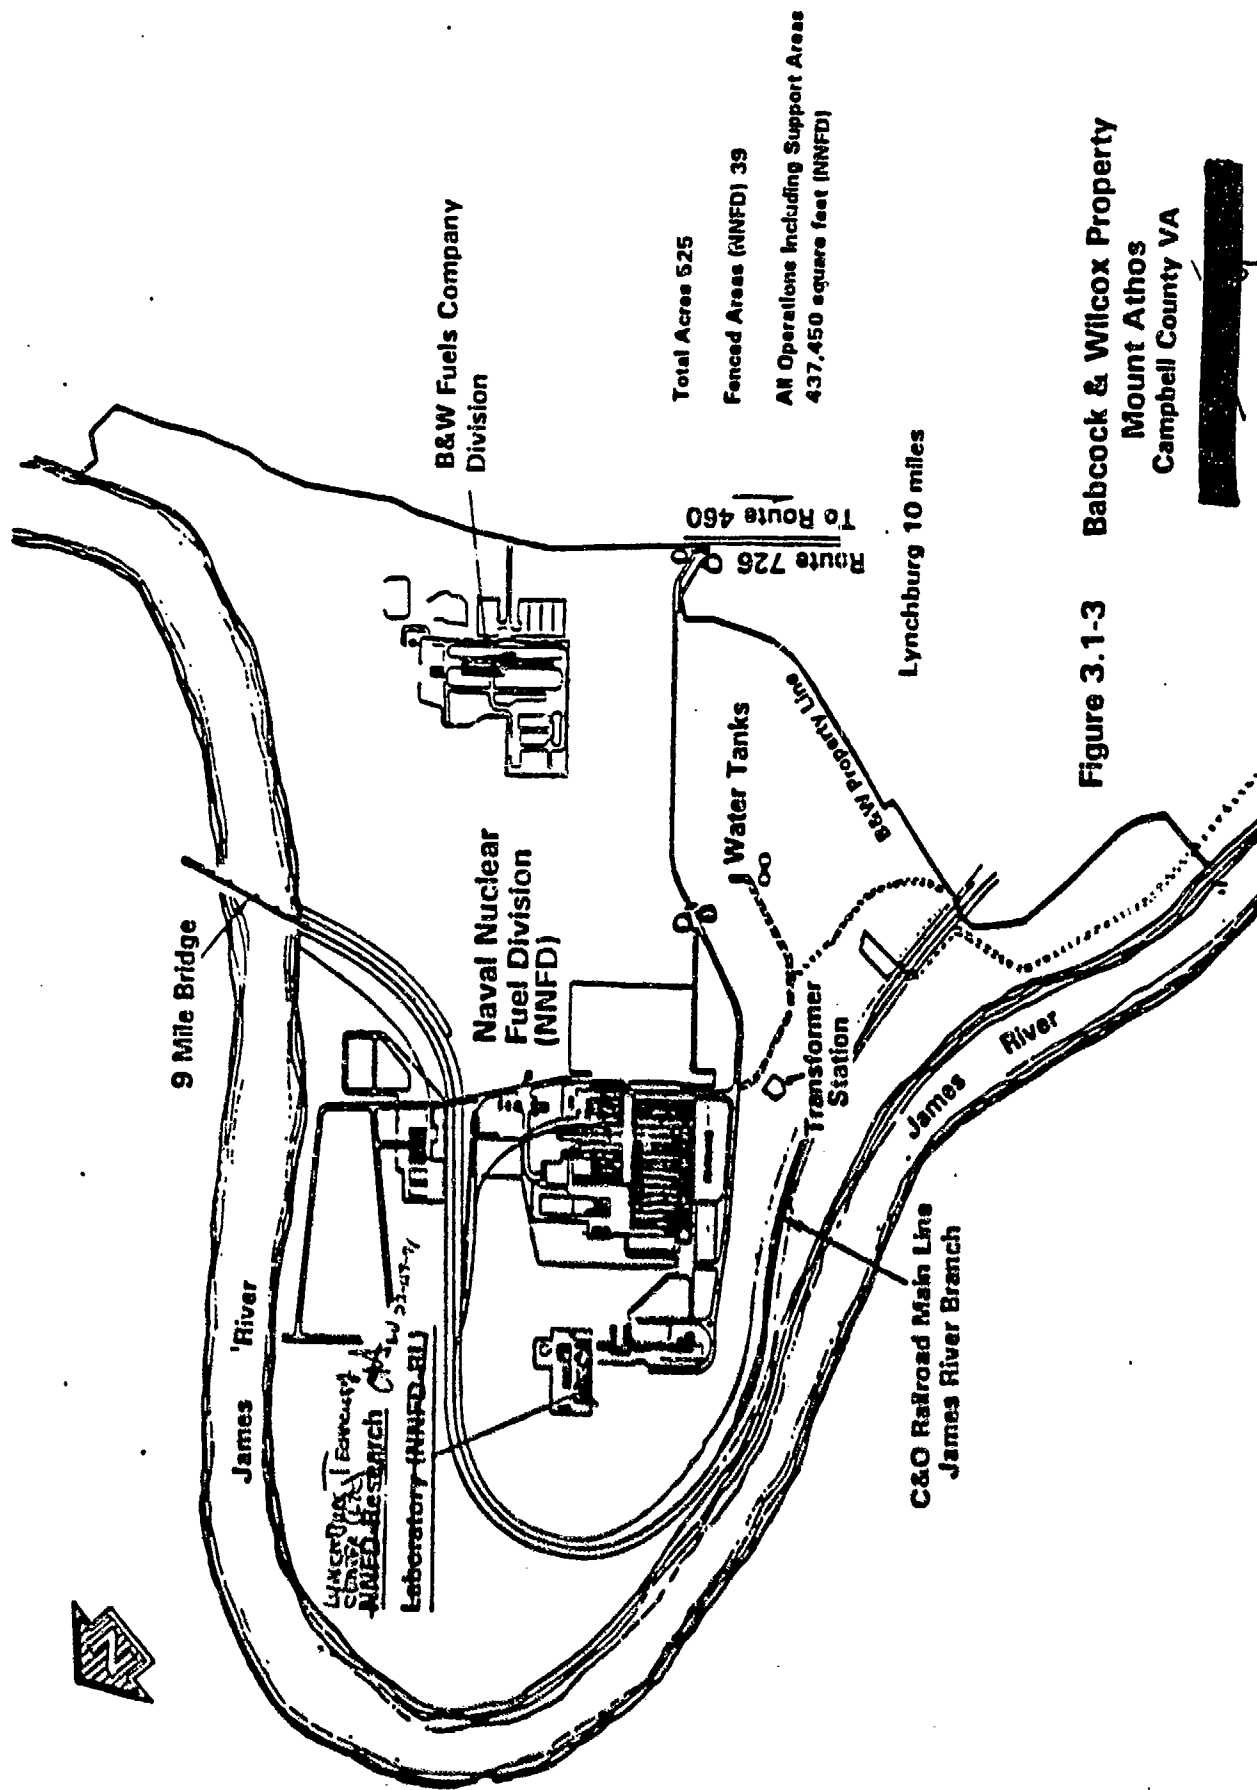 9 Mile Bridge
James River
B&W Fuels Company
Division
Naval Nuclear
Fuel Division
(NNFD)
NNFD Research
Laboratory (NNFD-RL)
Total Acres 525
Fenced Areas (NNFD) 39
All Operations Including Support Areas
437,450 square feet (NNFD)
To Route 460
Route 726
Water Tanks
B&W Property Line
Lynchburg 10 miles
Transformer
Station
James River
C&O Railroad Main Line
James River Branch
Figure 3.1-3 Babcock & Wilcox Property
Mount Athos
Campbell County VA
N